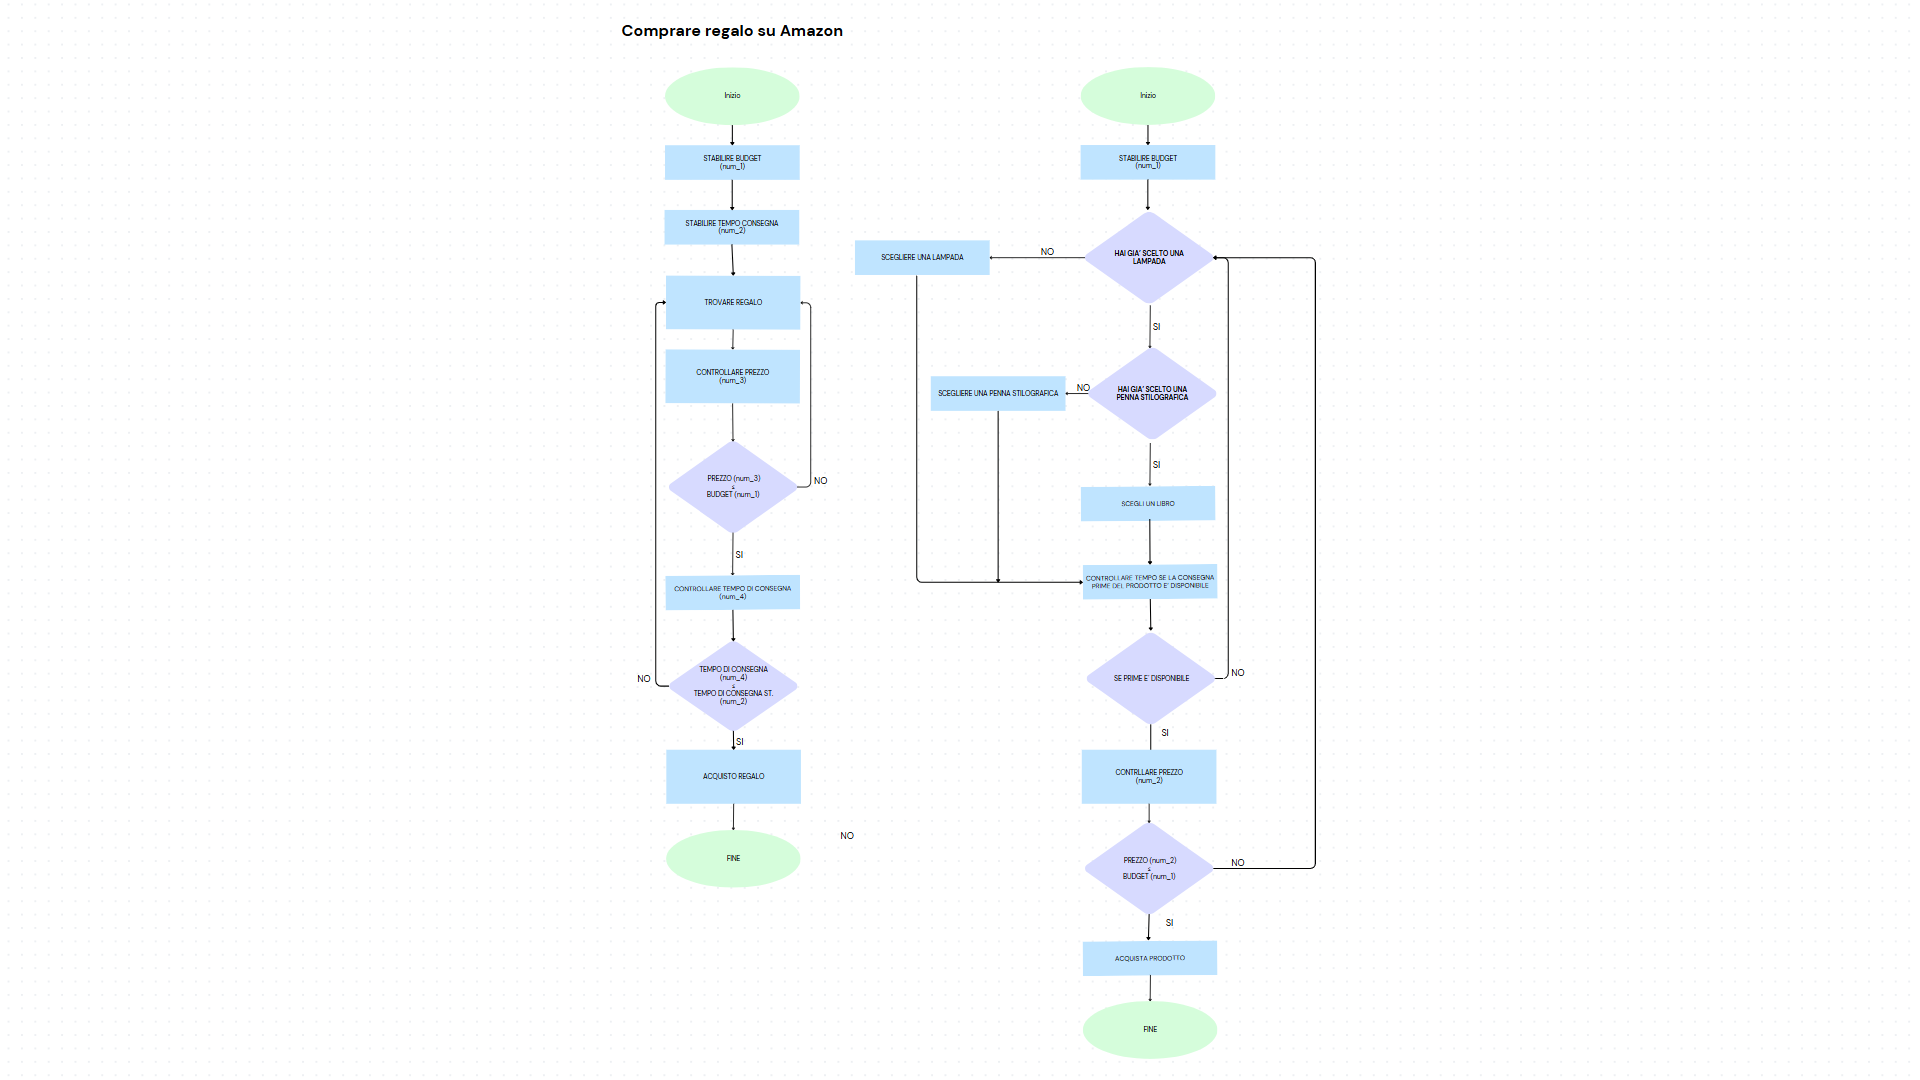 Comprare regalo su Amazon
Inizio
STABILIRE BUDGET
(num_1)
STABILIRE TEMPO CONSEGNA
(num_2)
TROVARE REGALO
CONTROLLARE PREZZO
(num_3)
PREZZO (num_3)
≤
BUDGET (num_1)
NO
SI
CONTROLLARE TEMPO DI CONSEGNA
(num_4)
TEMPO DI CONSEGNA
(num_4)
≤
TEMPO DI CONSEGNA ST.
(num_2)
NO
SI
ACQUISTO REGALO
FINE
NO
Inizio
STABILIRE BUDGET
(num_1)
HAI GIA' SCELTO UNA
LAMPADA
NO
SCEGLIERE UNA LAMPADA
SI
HAI GIA' SCELTO UNA
PENNA STILOGRAFICA
NO
SCEGLIERE UNA PENNA STILOGRAFICA
SI
SCEGLI UN LIBRO
CONTROLLARE TEMPO SE LA CONSEGNA
PRIME DEL PRODOTTO E' DISPONIBILE
SE PRIME E' DISPONIBILE
NO
SI
CONTRLLARE PREZZO
(num_2)
PREZZO (num_2)
≤
BUDGET (num_1)
NO
SI
ACQUISTA PRODOTTO
FINE